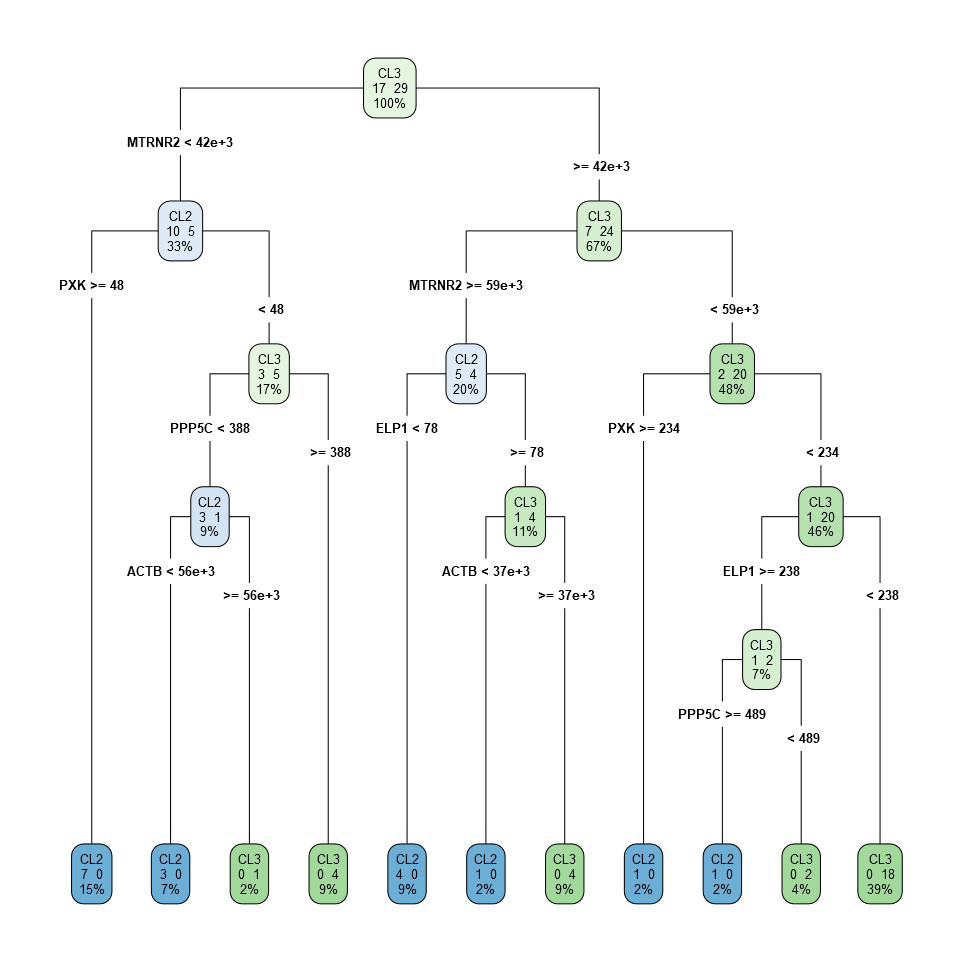 CL3
17 29
100%
MTRNR2 < 42e+3
>= 42e+3
CL2
10 5
33%
CL3
7 24
67%
PXK >= 48
< 48
MTRNR2 >= 59e+3
< 59e+3
CL3
3 5
17%
CL2
5 4
20%
CL3
2 20
48%
PPP5C < 388
>= 388
ELP1 < 78
>= 78
PXK >= 234
< 234
CL2
3 1
9%
CL3
1 4
11%
CL3
1 20
46%
ACTB < 56e+3
>= 56e+3
ACTB < 37e+3
>= 37e+3
ELP1 >= 238
< 238
CL3
1 2
7%
PPP5C >= 489
< 489
CL2
7 0
15%
CL2
3 0
7%
CL3
0 1
2%
CL3
0 4
9%
CL2
4 0
9%
CL2
1 0
2%
CL3
0 4
9%
CL2
1 0
2%
CL2
1 0
2%
CL3
0 2
4%
CL3
0 18
39%